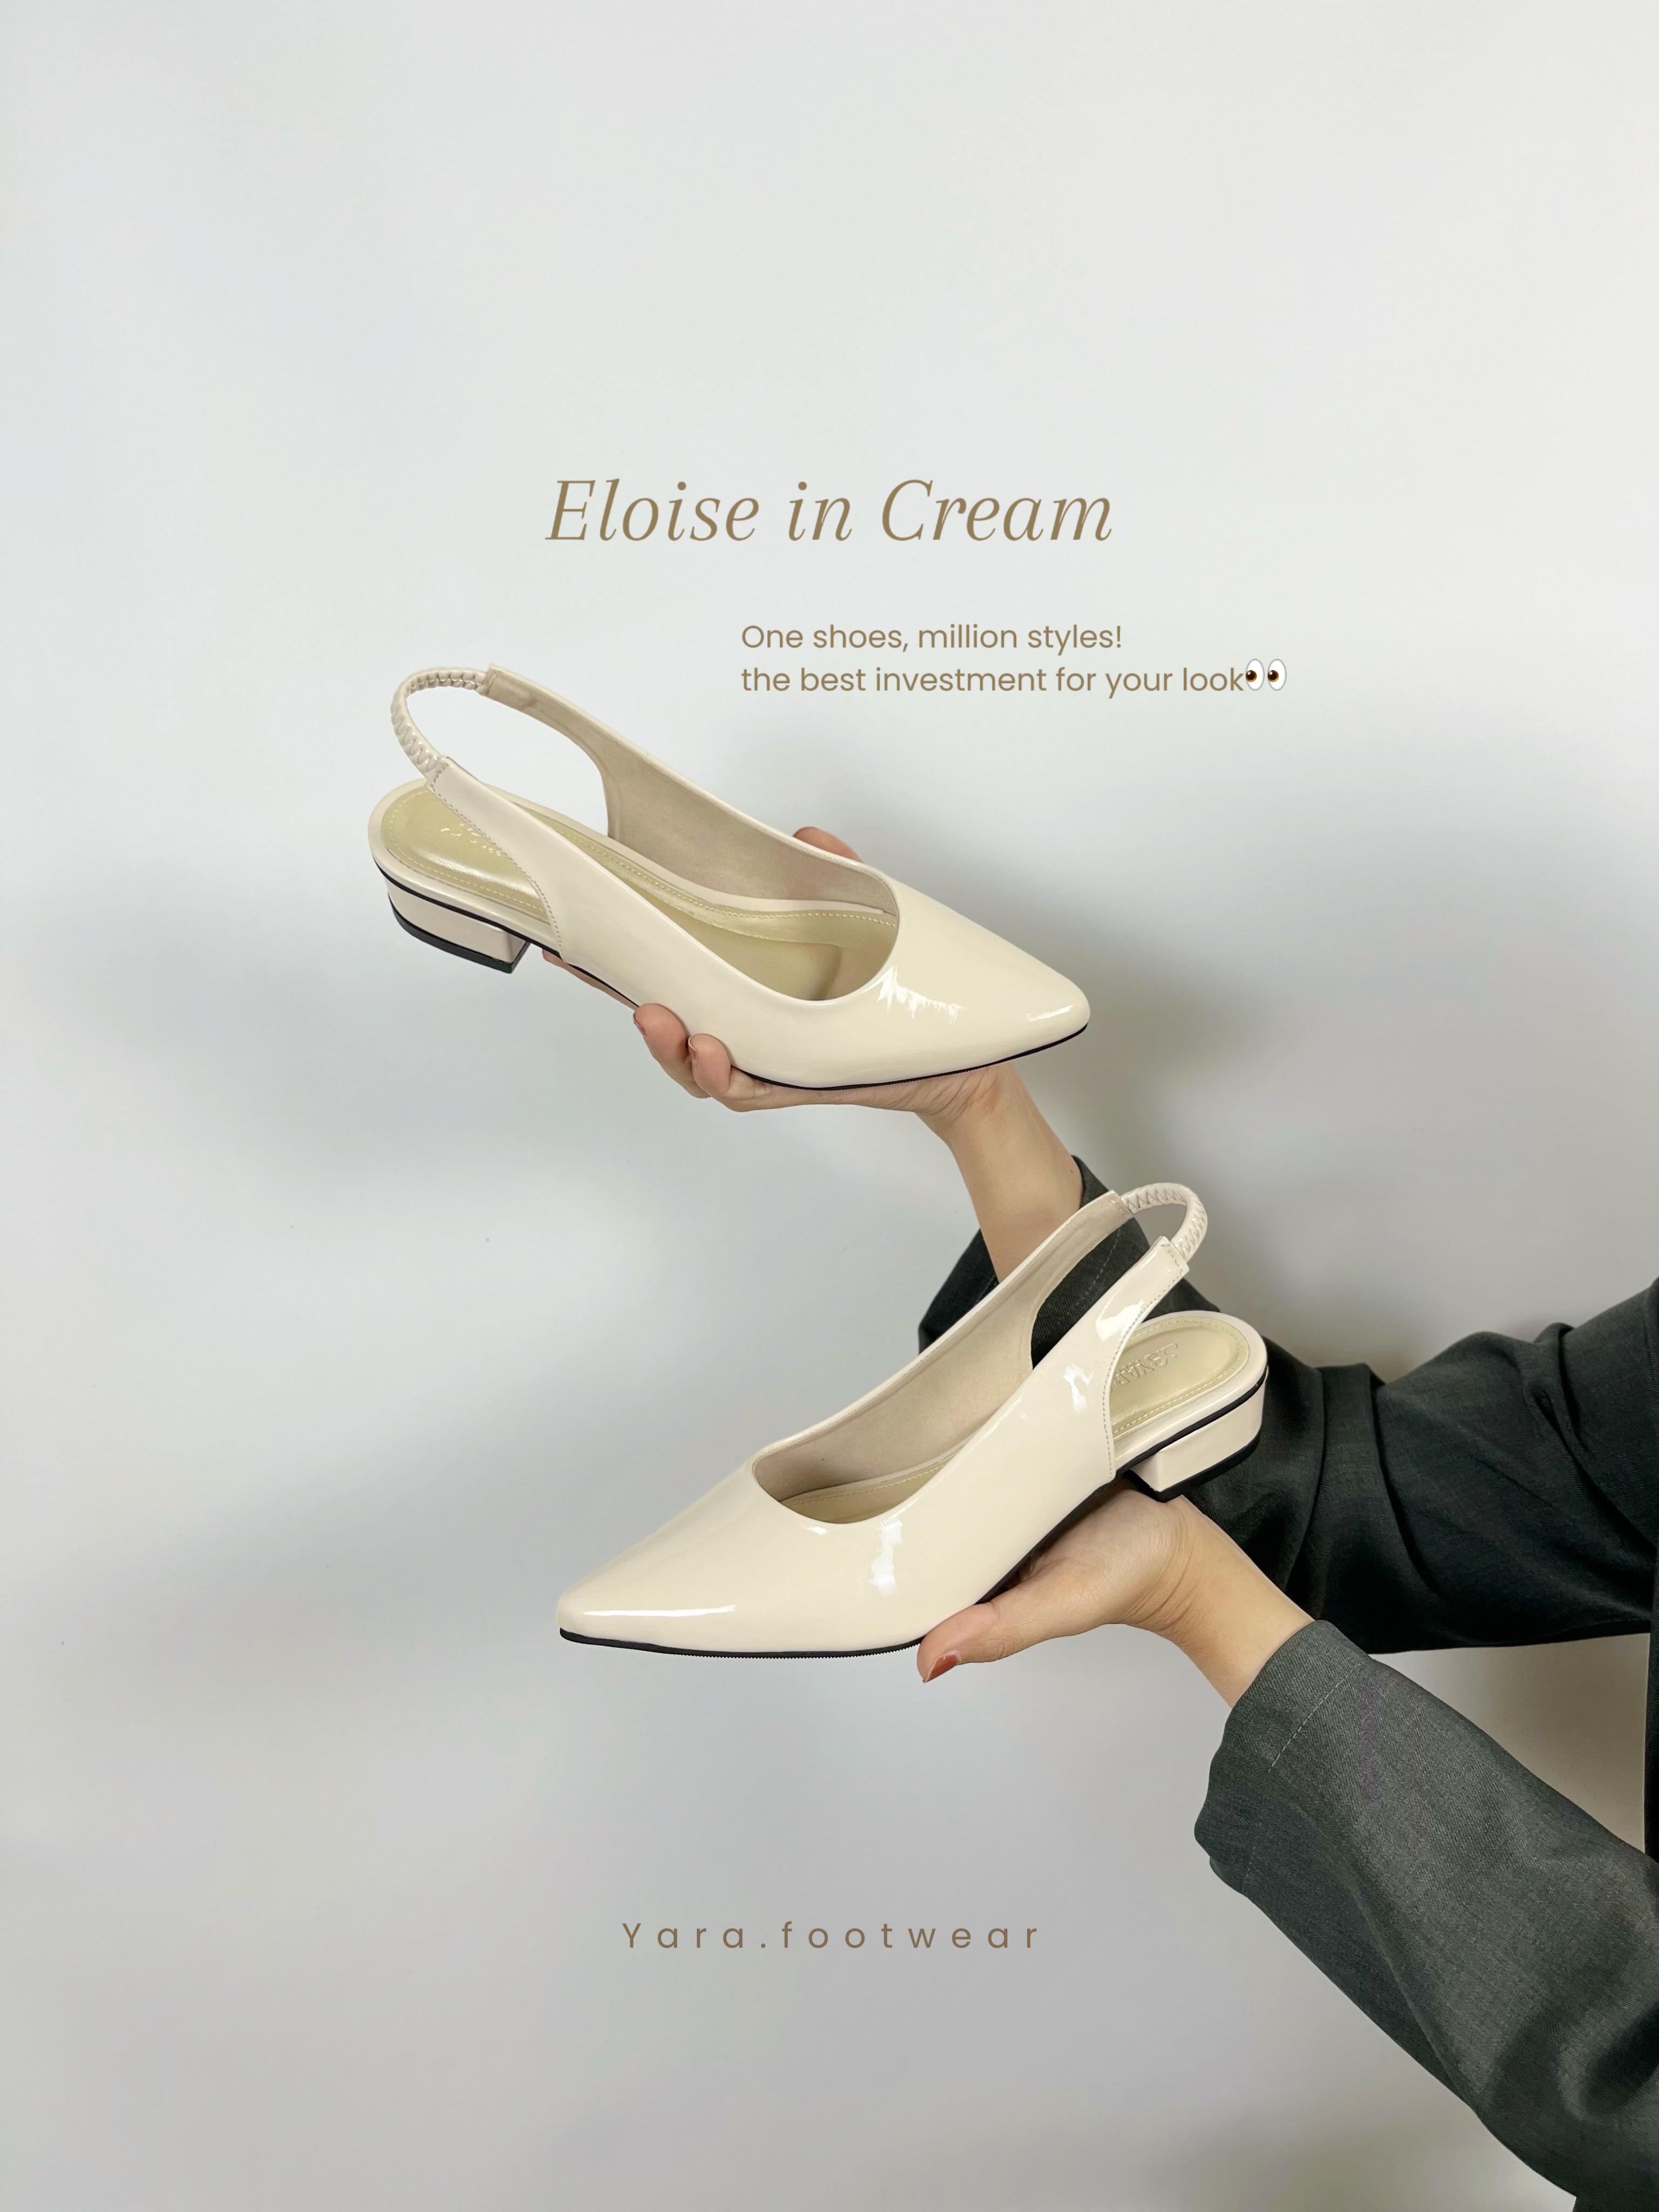 Eloise in Cream
One shoes, million styles!
the best investment for your look👀
Yara.footwear